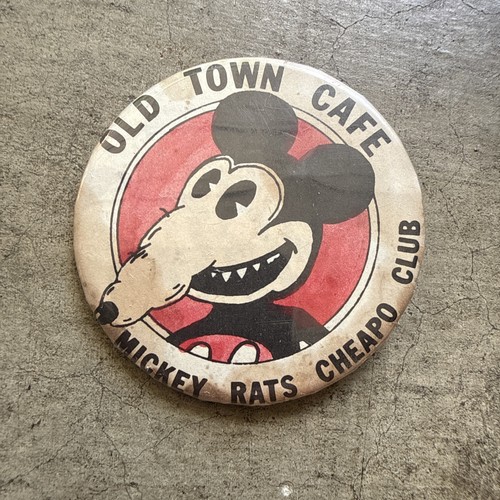 OLD TOWN CAFE
MICKEY RATS CHEAPO CLUB